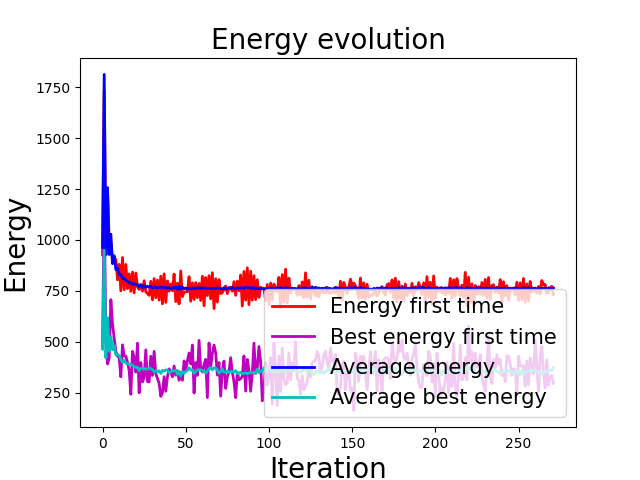 Energy evolution
Energy
1750
1500
1250
1000
750
500
250
0
50
100
150
200
250
Iteration
Energy first time
Best energy first time
Average energy
Average best energy